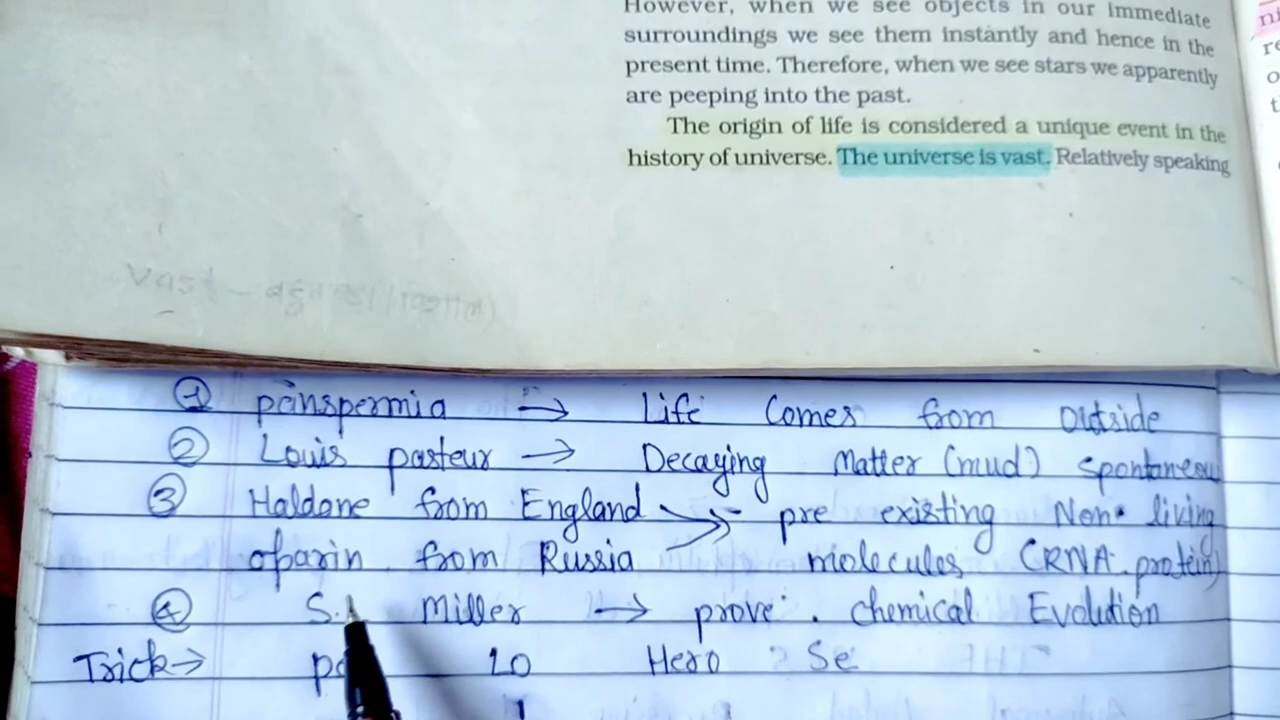 However, when we see objects in our immediate
surroundings we see them instantly and hence in the
present time. Therefore, when we see stars we apparently
are peeping into the past.
The origin of life is considered a unique event in the
history of universe. The universe is vast. Relatively speaking
Vast -
① panspermia → Life Comes from outside
② Louis pasteur → Decaying Matter (mud) spontaneou
③ Haldane from England → pre existing Non living
oparin from Russia molecules (RNA. protein)
④ S. Miller → prove. chemical Evolution
Trick → Lo Hero Se